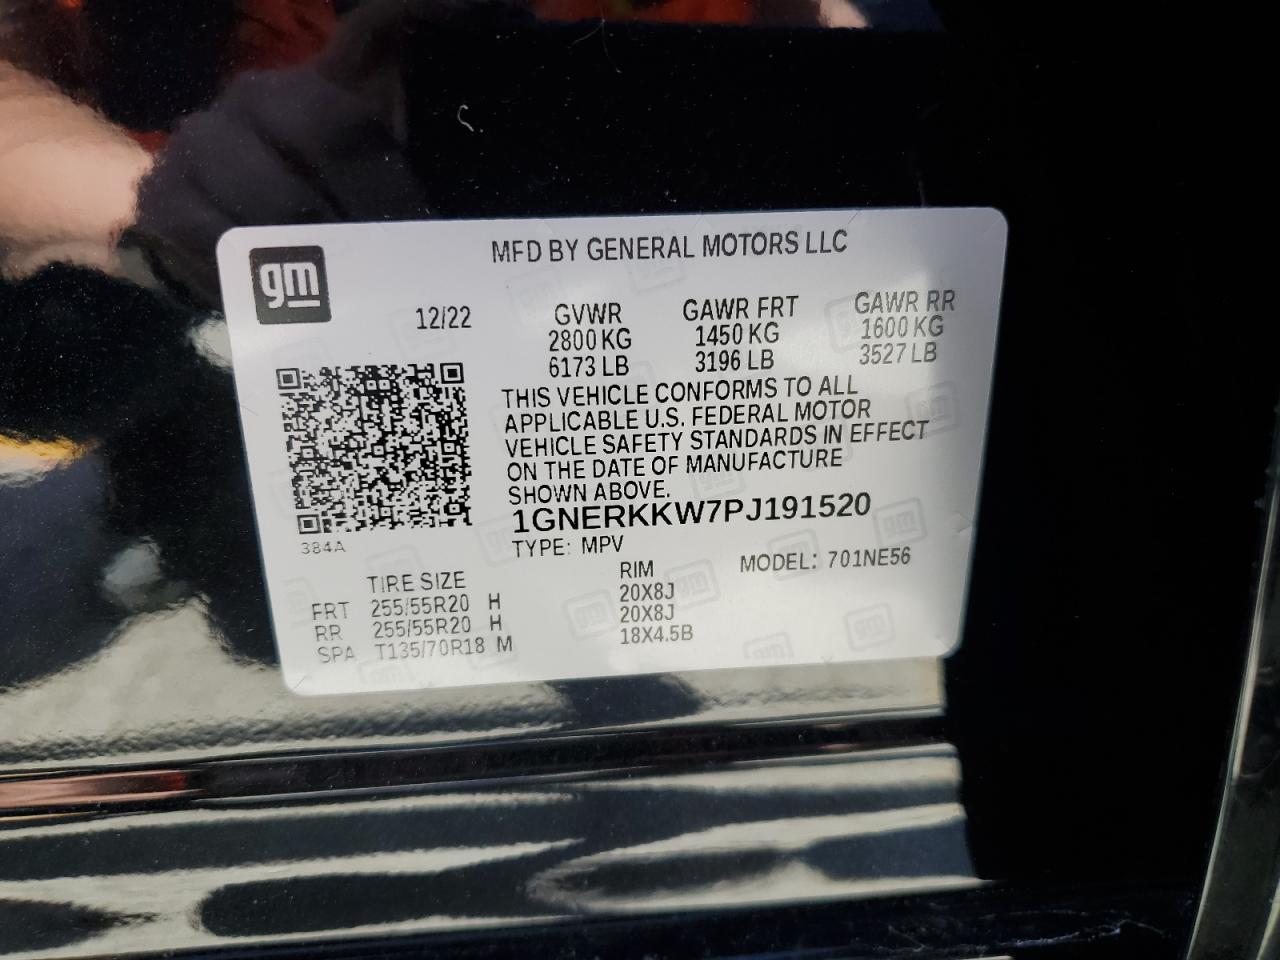 gm
MFD BY GENERAL MOTORS LLC
12/22 GVWR GAWR FRT GAWR RR
2800 KG 1450 KG 1600 KG
6173 LB 3196 LB 3527 LB
THIS VEHICLE CONFORMS TO ALL
APPLICABLE U.S. FEDERAL MOTOR
VEHICLE SAFETY STANDARDS IN EFFECT
ON THE DATE OF MANUFACTURE
SHOWN ABOVE.
1GNERKKW7PJ191520
384A
TYPE: MPV MODEL: 701NE56
TIRE SIZE RIM
FRT 255/55R20 H 20X8J
RR 255/55R20 H 20X8J
SPA T135/70R18 M 18X4.5B